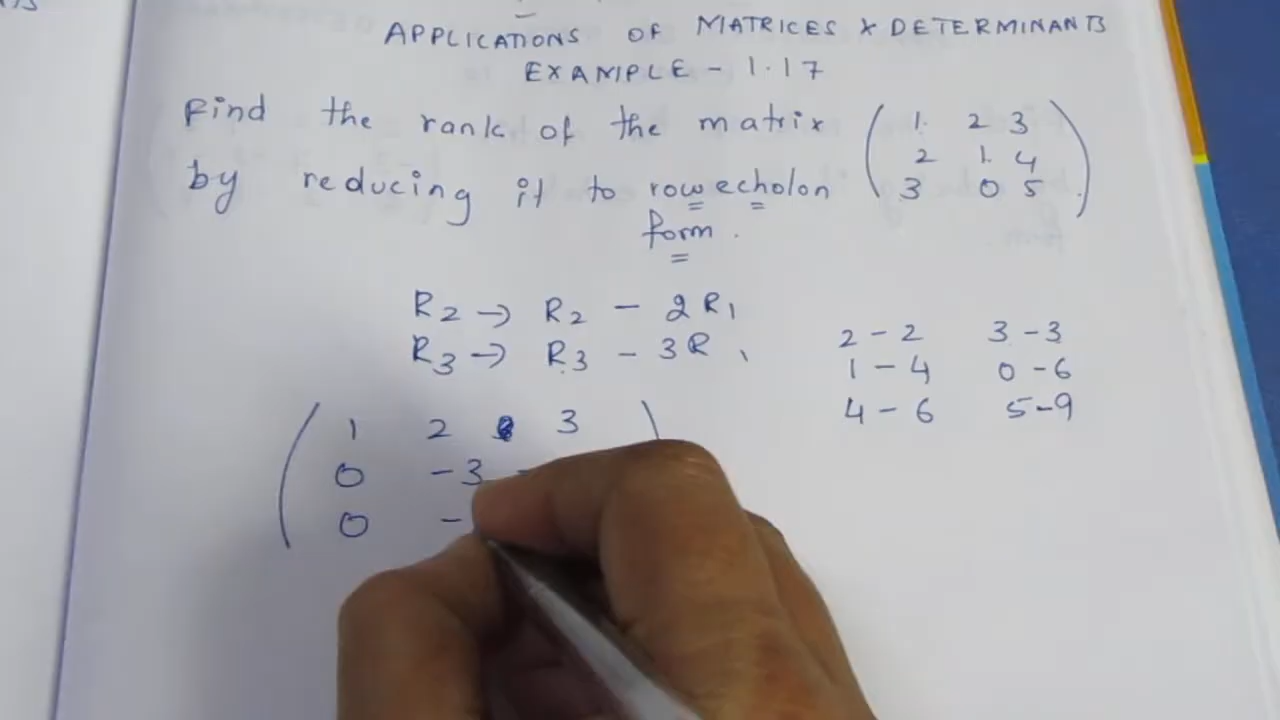 APPLICATIONS OF MATRICES & DETERMINANTS
EXAMPLE - 1.17
Find the rank of the matrix
by reducing it to row echolon
form.
( 1 2 3
2 1 4
3 0 5 )
R2 → R2 - 2R1
R3 → R3 - 3R1
2 - 2 3 - 3
1 - 4 0 - 6
4 - 6 5 - 9
( 1 2 3 )
0 -3 -
0 -